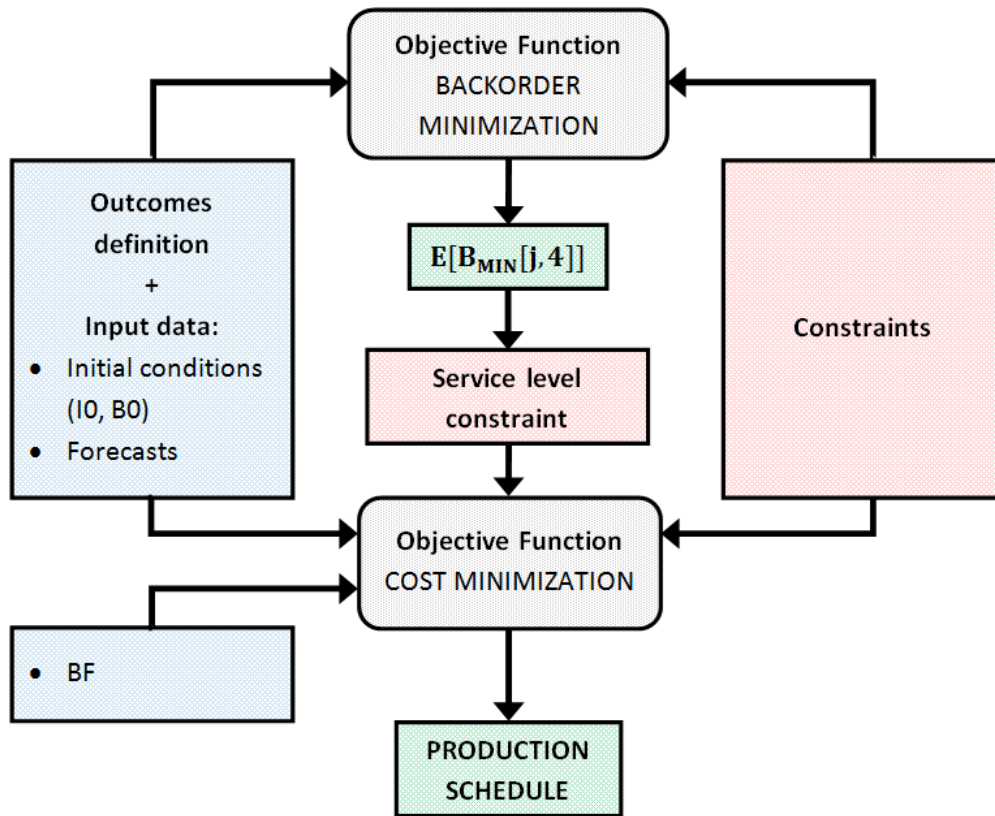 Objective Function
BACKORDER
MINIMIZATION
Outcomes
definition
+
Input data:
• Initial conditions
(I0, B0)
• Forecasts
E[B_MIN[j, 4]]
Constraints
Service level
constraint
Objective Function
COST MINIMIZATION
• BF
PRODUCTION
SCHEDULE